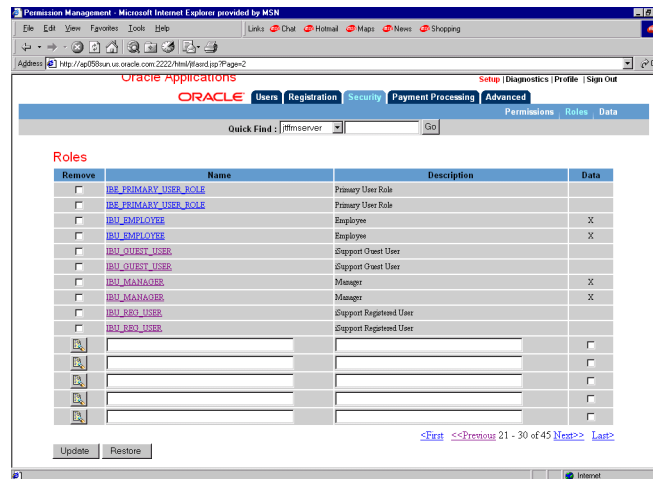 Permission Management - Microsoft Internet Explorer provided by MSN
File Edit View Favorites Tools Help Links Chat Hotmail Maps News Shopping
Address http://ap058sun.us.oracle.com:2222/html/jtfasrd.jsp?Page=2
Oracle Applications
Setup | Diagnostics | Profile | Sign Out
ORACLE Users Registration Security Payment Processing Advanced
Permissions | Roles | Data
Quick Find : jtfrmserver Go
Roles
Remove Name Description Data
IBE_PRIMARY_USER_ROLE Primary User Role
IBE_PRIMARY_USER_ROLE Primary User Role
IBU_EMPLOYEE Employee X
IBU_EMPLOYEE Employee X
IBU_GUEST_USER iSupport Guest User
IBU_GUEST_USER iSupport Guest User
IBU_MANAGER Manager X
IBU_MANAGER Manager X
IBU_REG_USER iSupport Registered User
IBU_REG_USER iSupport Registered User
<First <<Previous 21 - 30 of 45 Next>> Last>
Update Restore
Internet